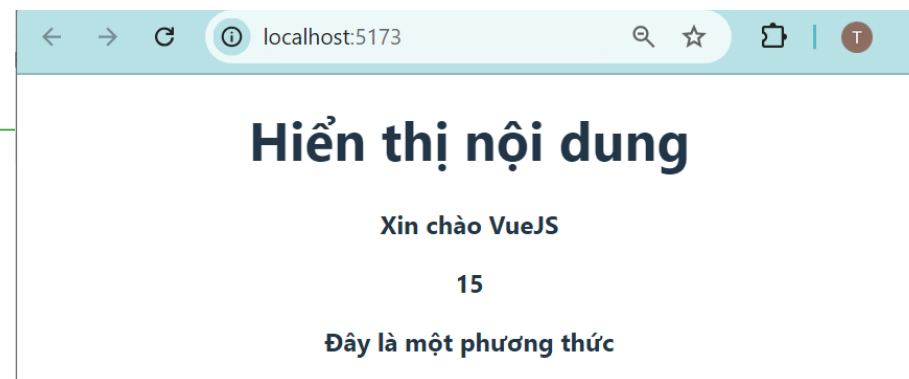 localhost:5173
T
Hiển thị nội dung
Xin chào VueJS
15
Đây là một phương thức